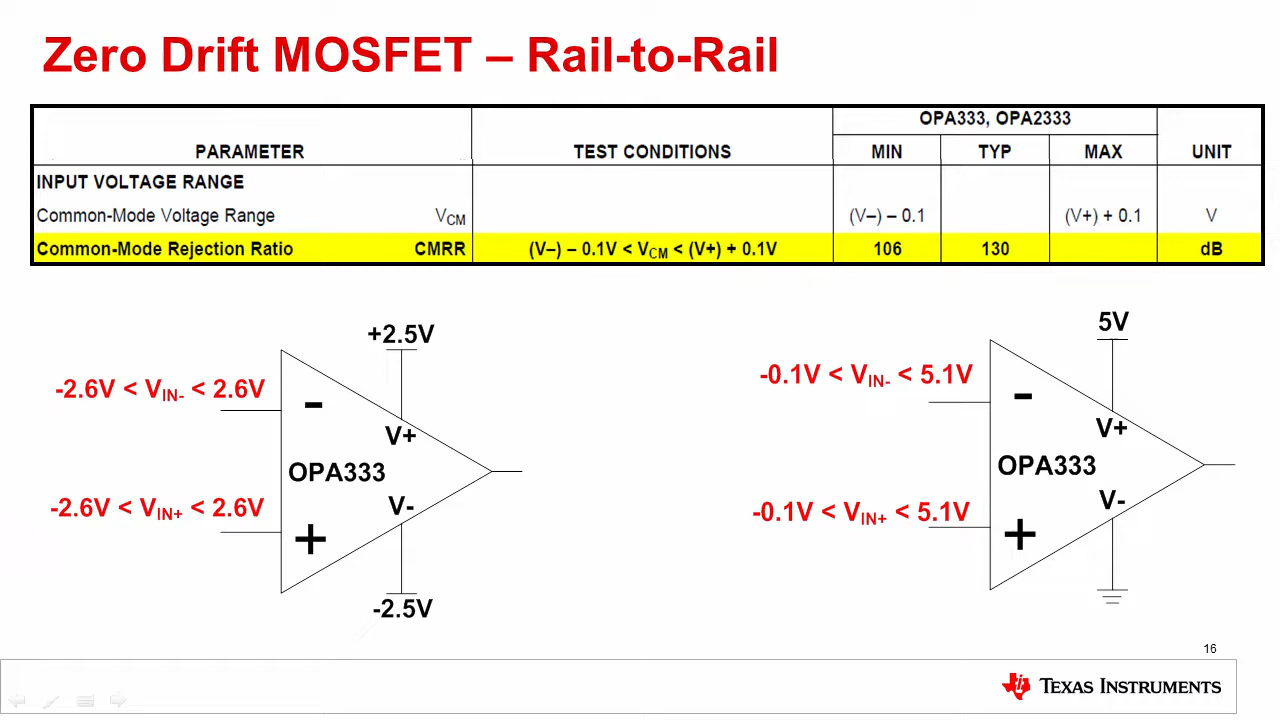 Zero Drift MOSFET – Rail-to-Rail
OPA333, OPA2333
PARAMETER TEST CONDITIONS MIN TYP MAX UNIT
INPUT VOLTAGE RANGE
Common-Mode Voltage Range VCM (V–) – 0.1 (V+) + 0.1 V
Common-Mode Rejection Ratio CMRR (V–) – 0.1V < VCM < (V+) + 0.1V 106 130 dB
+2.5V
-2.6V < VIN- < 2.6V
-
V+
OPA333
V-
-2.6V < VIN+ < 2.6V
+
-2.5V
5V
-0.1V < VIN- < 5.1V
-
V+
OPA333
V-
-0.1V < VIN+ < 5.1V
+
16
TEXAS INSTRUMENTS